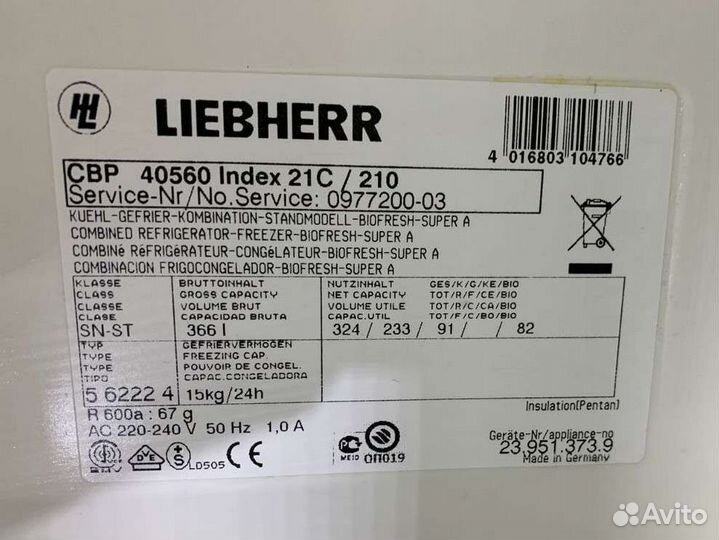 LIEBHERR
4 016803 104766
CBP 40560 Index 21C / 210
Service-Nr/No.Service: 0977200-03
KUEHL-GEFRIER-KOMBINATION-STANDMODELL-BIOFRESH-SUPER A
COMBINED REFRIGERATOR-FREEZER-BIOFRESH-SUPER A
COMBINÉ RéFRIGéRATEUR-CONGéLATEUR-BIOFRESH-SUPER A
COMBINACION FRIGOCONGELADOR-BIOFRESH-SUPER A
KLASSE BRUTTOINHALT NUTZINHALT GES/K/G/KE/BIO
CLASS GROSS CAPACITY NET CAPACITY TOT/R/F/CE/BIO
CLASSE VOLUME BRUT VOLUME UTILE TOT/R/C/CA/BIO
CLASE CAPACIDAD BRUTA CAPAC.UTIL TOT/F/C/BO/BIO
SN-ST 366 l 324 / 233 / 91 / / 82
TYP GEFRIERVERMOGEN
TYPE FREEZING CAP.
TYPE POUVOIR DE CONGEL.
TIPO CAPAC.CONGELADORA
5 6222 4 15kg/24h
R 600a : 67 g Insulation(Pentan)
AC 220-240 V 50 Hz 1,0 A
Geräte-Nr/appliance-no
23.951.373.9
Made in Germany
DVE +S LD505 CE ME10 ОП019
Avito